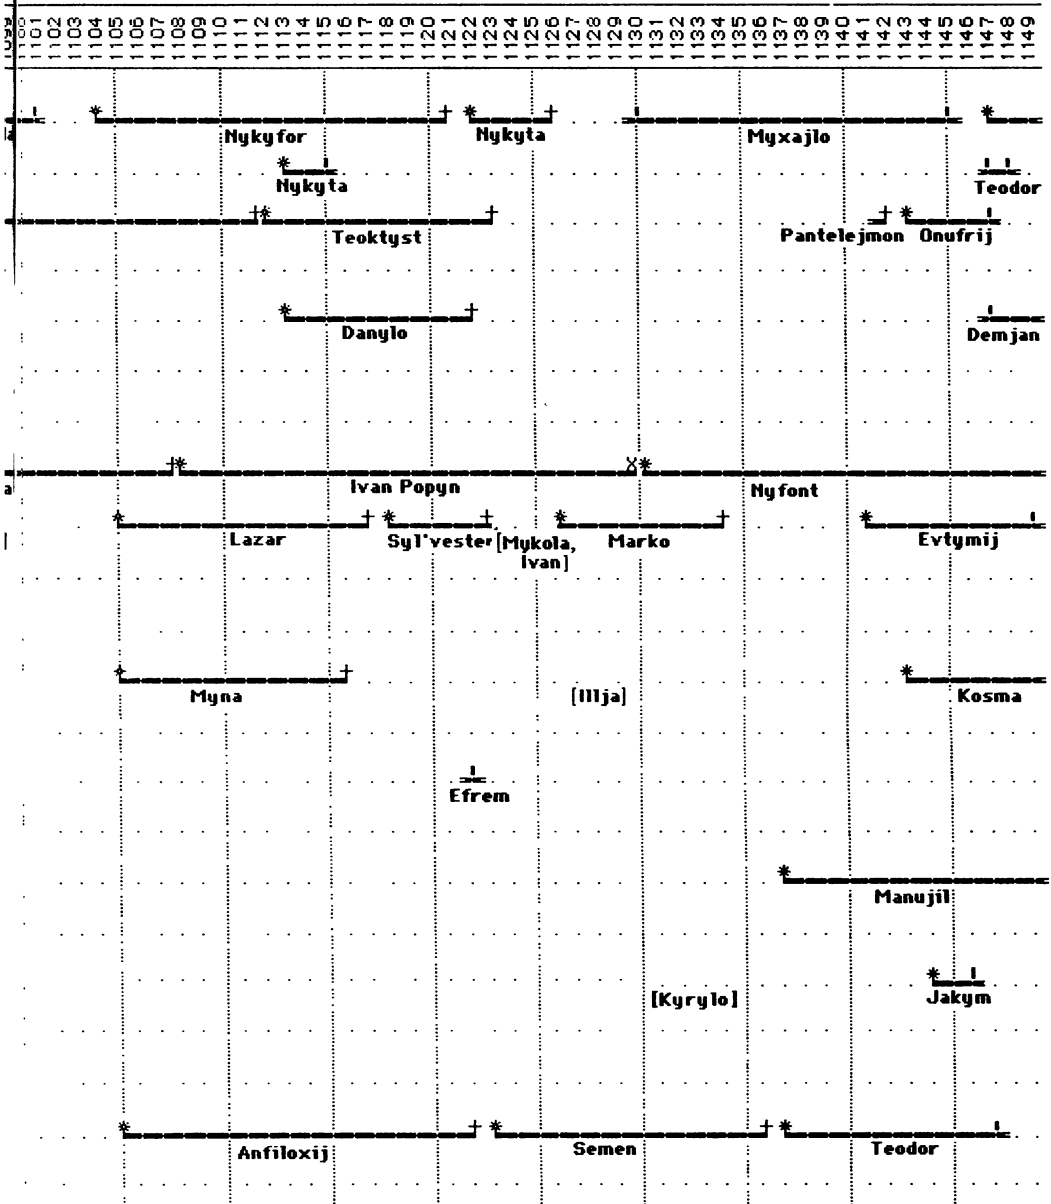 1101 1102 1103 1104 1105 1106 1107 1108 1109 1110 1111 1112 1113 1114 1115 1116 1117 1118 1119 1120 1121 1122 1123 1124 1125 1126 1127 1128 1129 1130 1131 1132 1133 1134 1135 1136 1137 1138 1139 1140 1141 1142 1143 1144 1145 1146 1147 1148 1149
Nykyfor Nykyta Myxajlo
Nykyta Teodor
Teoktyst Pantelejmon Onufrij
Danylo Demjan
a Ivan Popyn Nyfont
Lazar Syl'vester [Mykola, Marko Evtymij
Ivan]
Myna [Illja] Kosma
Efrem
Manujil
[Kyrylo] Jakym
Anfiloxij Semen Teodor